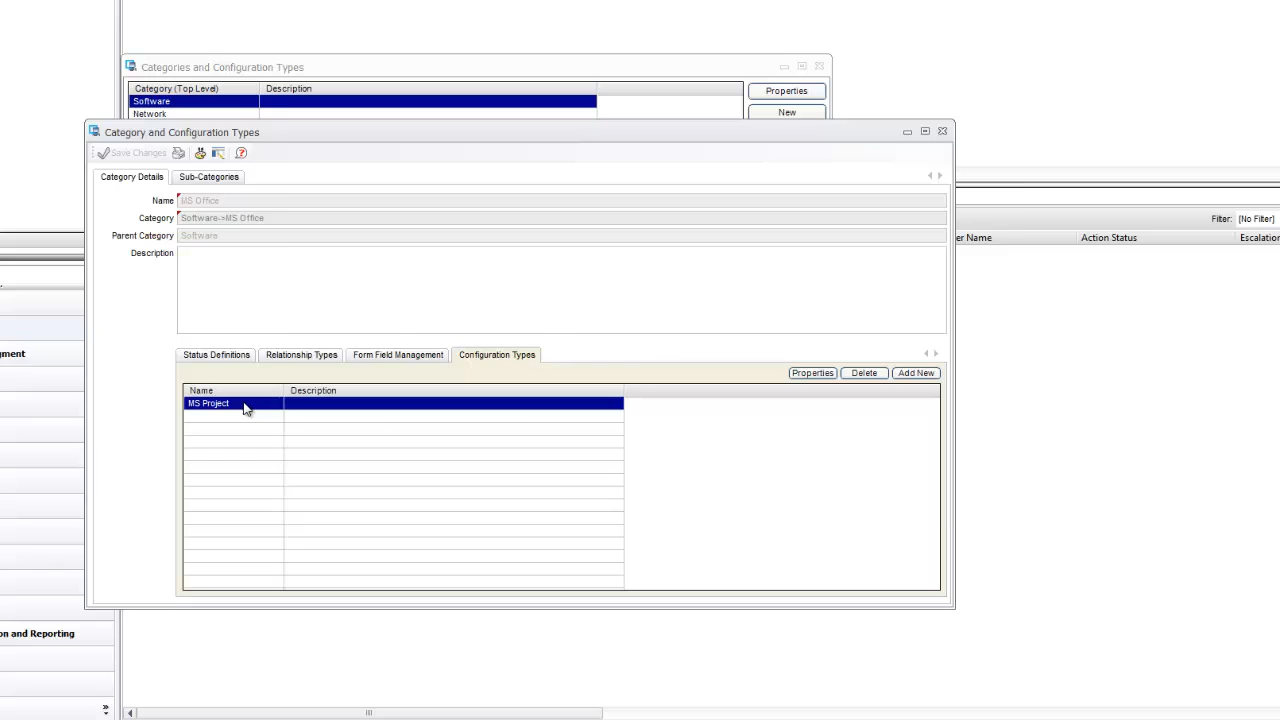 Categories and Configuration Types
Category (Top Level) Description
Software
Network
Properties
New
Category and Configuration Types
Save Changes
Category Details Sub-Categories
Name MS Office
Category Software->MS Office
Parent Category Software
Description
Filter: [No Filter]
er Name Action Status Escalation
Status Definitions Relationship Types Form Field Management Configuration Types
Properties Delete Add New
Name Description
MS Project
gment
on and Reporting